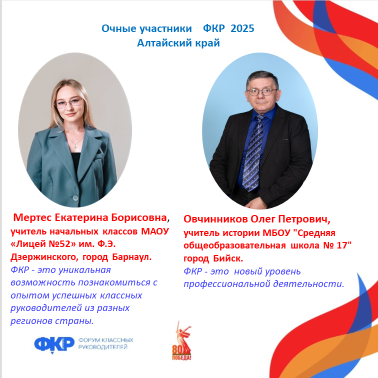 Очные участники ФКР 2025
Алтайский край
Мертес Екатерина Борисовна,
учитель начальных классов МАОУ
«Лицей №52» им. Ф.Э.
Дзержинского, город Барнаул.
ФКР - это уникальная
возможность познакомиться с
опытом успешных классных
руководителей из разных
регионов страны.
Овчинников Олег Петрович,
учитель истории МБОУ "Средняя
общеобразовательная школа № 17"
город Бийск.
ФКР - это новый уровень
профессиональной деятельности.
ФКР ФОРУМ КЛАССНЫХ
РУКОВОДИТЕЛЕЙ
80
ПОБЕДА!